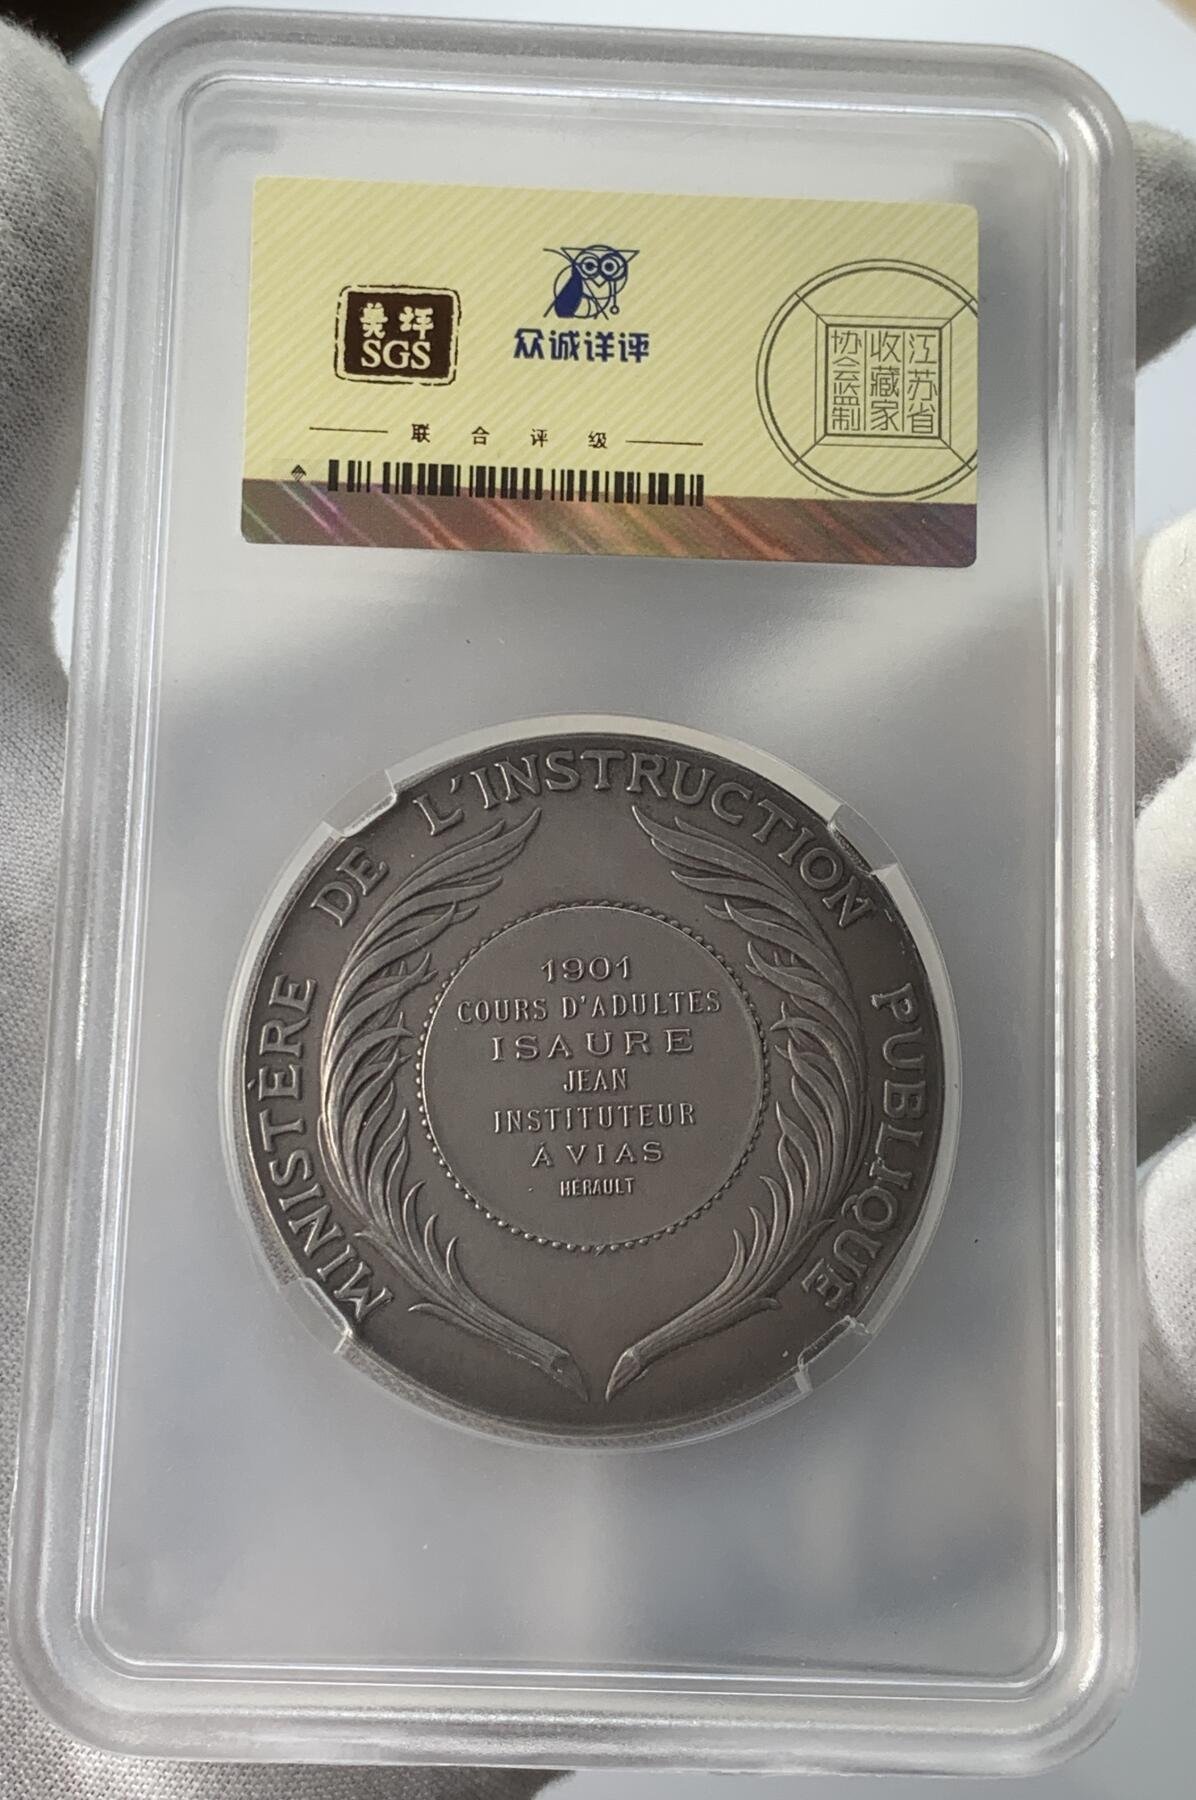 美坪
SGS
众诚详评
江苏省
收藏家
协会监制
联合评级
MINISTÈRE DE L'INSTRUCTION PUBLIQUE
1901
COURS D'ADULTES
ISAURE
JEAN
INSTITUTEUR
À VIAS
HÉRAULT